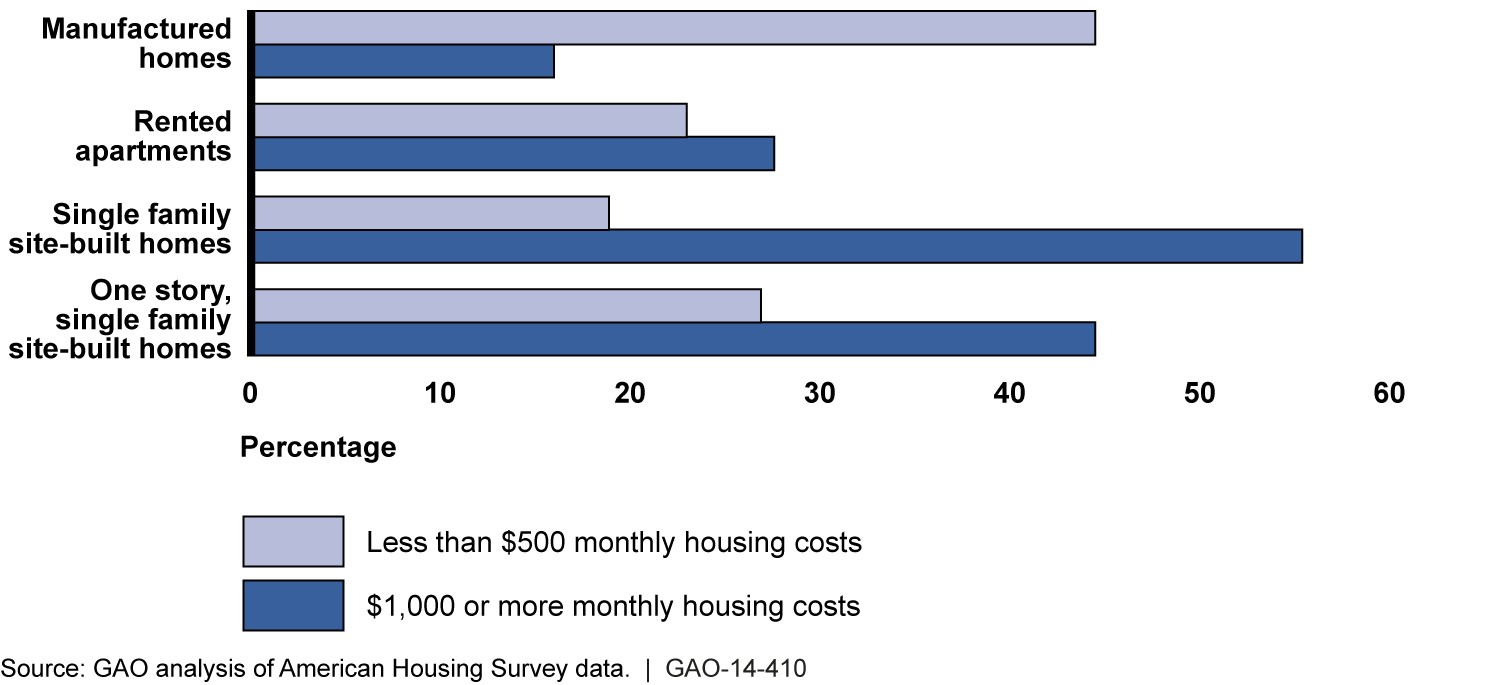 Manufactured
homes
Rented
apartments
Single family
site-built homes
One story,
single family
site-built homes
0 10 20 30 40 50 60
Percentage
Less than $500 monthly housing costs
$1,000 or more monthly housing costs
Source: GAO analysis of American Housing Survey data. | GAO-14-410